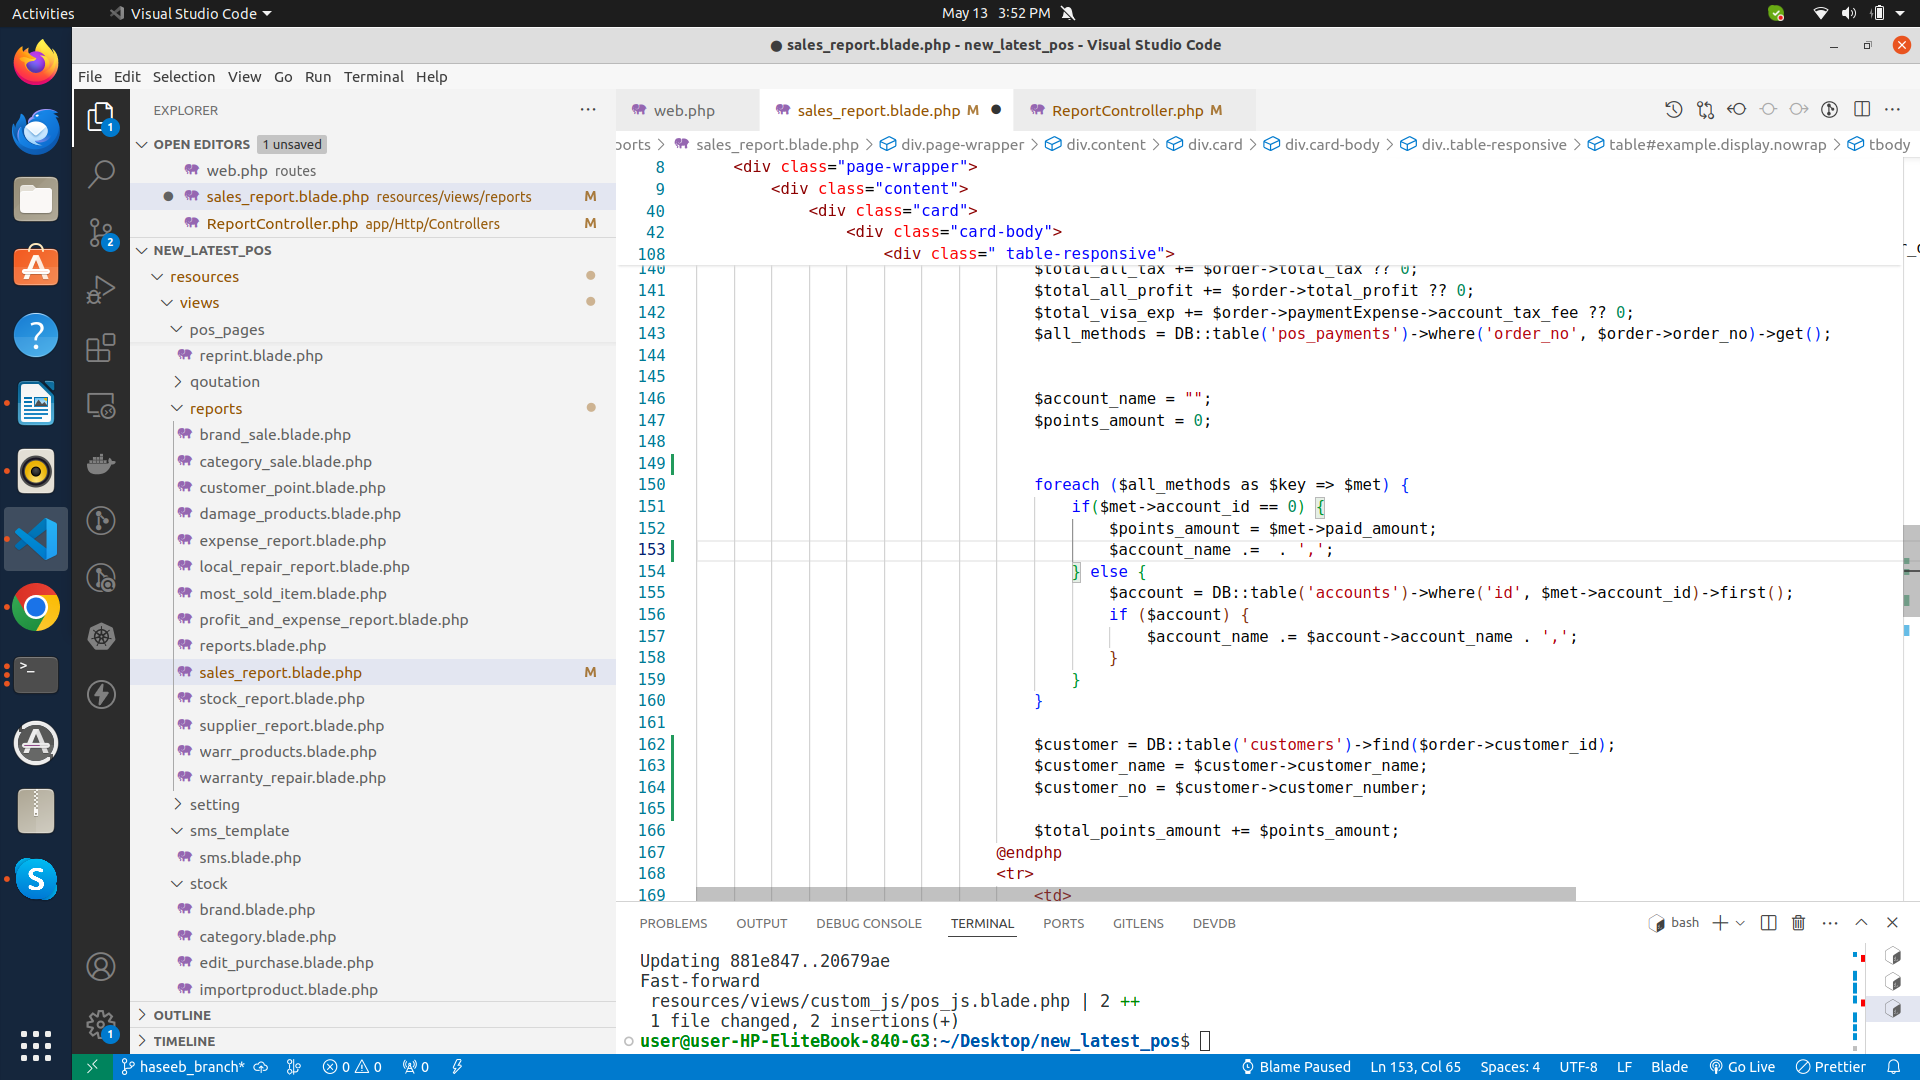 Activities
Visual Studio Code
May 13 3:52 PM
● sales_report.blade.php - new_latest_pos - Visual Studio Code
File Edit Selection View Go Run Terminal Help
EXPLORER
OPEN EDITORS 1 unsaved
web.php routes
sales_report.blade.php resources/views/reports M
ReportController.php app/Http/Controllers M
NEW_LATEST_POS
resources
views
pos_pages
reprint.blade.php
qoutation
reports
brand_sale.blade.php
category_sale.blade.php
customer_point.blade.php
damage_products.blade.php
expense_report.blade.php
local_repair_report.blade.php
most_sold_item.blade.php
profit_and_expense_report.blade.php
reports.blade.php
sales_report.blade.php M
stock_report.blade.php
supplier_report.blade.php
warr_products.blade.php
warranty_repair.blade.php
setting
sms_template
sms.blade.php
stock
brand.blade.php
category.blade.php
edit_purchase.blade.php
importproduct.blade.php
OUTLINE
TIMELINE
1
2
1
web.php
sales_report.blade.php M ●
ReportController.php M
ports > sales_report.blade.php > div.page-wrapper > div.content > div.card > div.card-body > div..table-responsive > table#example.display.nowrap > tbody
8 <div class="page-wrapper">
9 <div class="content">
40 <div class="card">
42 <div class="card-body">
108 <div class=" table-responsive">
140 $total_all_tax += $order->total_tax ?? 0;
141 $total_all_profit += $order->total_profit ?? 0;
142 $total_visa_exp += $order->paymentExpense->account_tax_fee ?? 0;
143 $all_methods = DB::table('pos_payments')->where('order_no', $order->order_no)->get();
144
145
146 $account_name = "";
147 $points_amount = 0;
148
149
150 foreach ($all_methods as $key => $met) {
151 if($met->account_id == 0) {
152 $points_amount = $met->paid_amount;
153 $account_name .=  . ',';
154 } else {
155 $account = DB::table('accounts')->where('id', $met->account_id)->first();
156 if ($account) {
157 $account_name .= $account->account_name . ',';
158 }
159 }
160 }
161
162 $customer = DB::table('customers')->find($order->customer_id);
163 $customer_name = $customer->customer_name;
164 $customer_no = $customer->customer_number;
165
166 $total_points_amount += $points_amount;
167 @endphp
168 <tr>
169 <td>
PROBLEMS OUTPUT DEBUG CONSOLE TERMINAL PORTS GITLENS DEVDB
bash
Updating 881e847..20679ae
Fast-forward
resources/views/custom_js/pos_js.blade.php | 2 ++
1 file changed, 2 insertions(+)
user@user-HP-EliteBook-840-G3:~/Desktop/new_latest_pos$
haseeb_branch* 0 0 0
Blame Paused Ln 153, Col 65 Spaces: 4 UTF-8 LF Blade Go Live Prettier